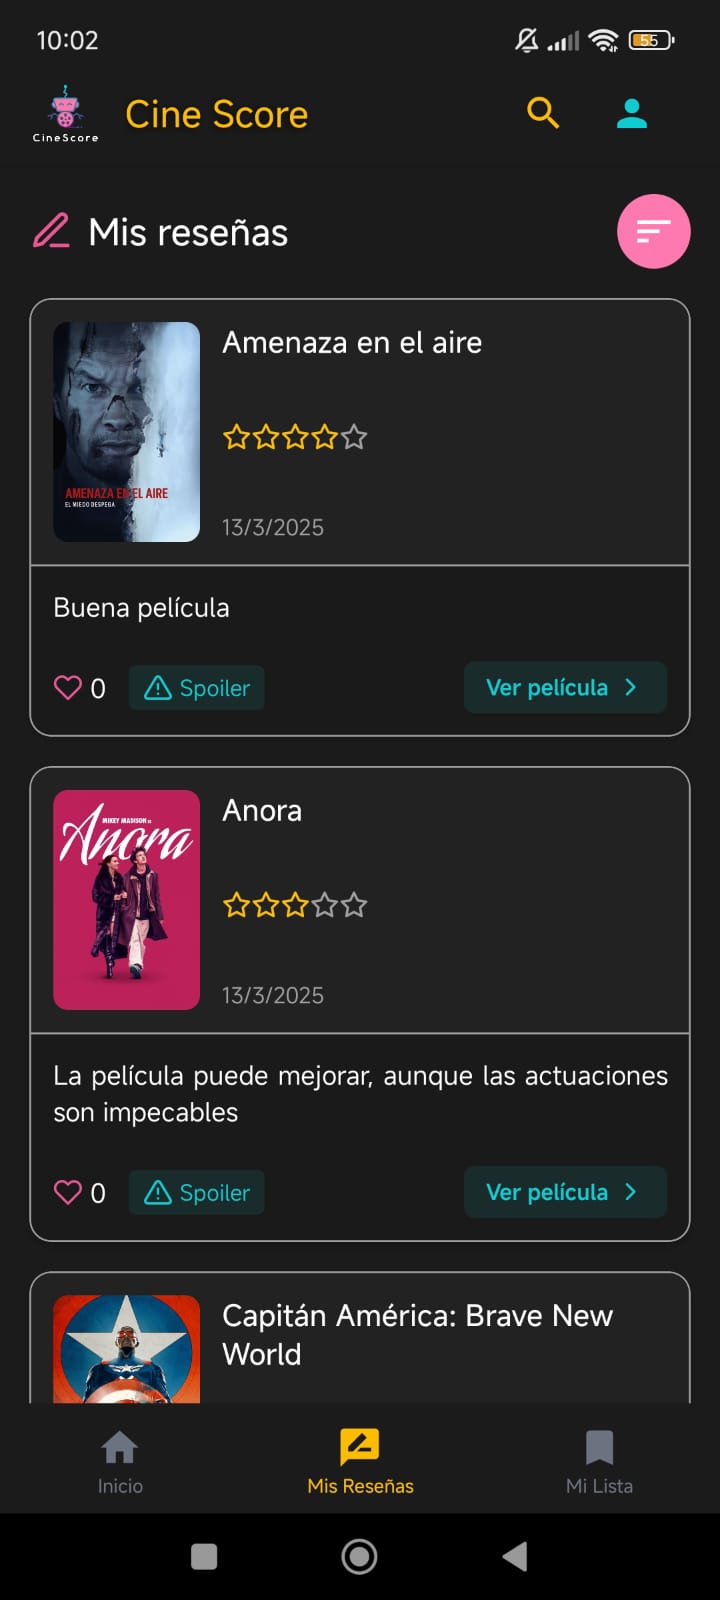 10:02
55
CineScore
Cine Score
Mis reseñas
Amenaza en el aire
AMENAZA EN EL AIRE
EL MIEDO DESPEGA
13/3/2025
Buena película
0
Spoiler
Ver película
MIKEY MADISON is
Anora
Anora
13/3/2025
La película puede mejorar, aunque las actuaciones
son impecables
0
Spoiler
Ver película
Capitán América: Brave New
World
Inicio
Mis Reseñas
Mi Lista